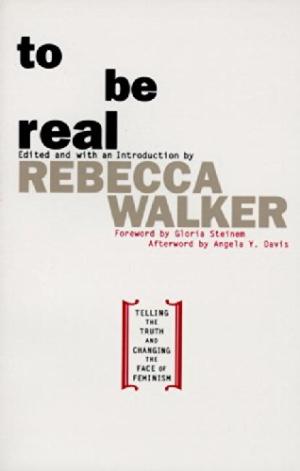 to
be
real
Edited and with an Introduction by
REBECCA
WALKER
Foreword by Gloria Steinem
Afterword by Angela Y. Davis
TELLING
THE
TRUTH
AND
CHANGING
THE
FACE OF
FEMINISM